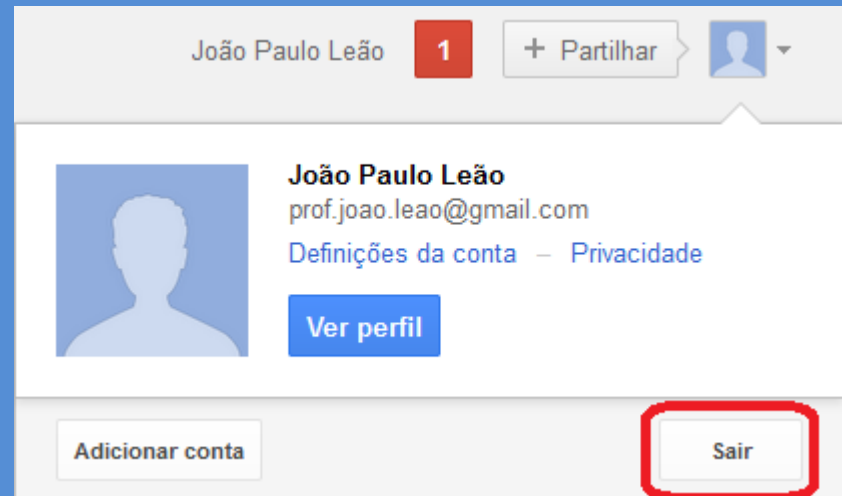 João Paulo Leão 1 + Partilhar
João Paulo Leão
prof.joao.leao@gmail.com
Definições da conta – Privacidade
Ver perfil
Adicionar conta Sair